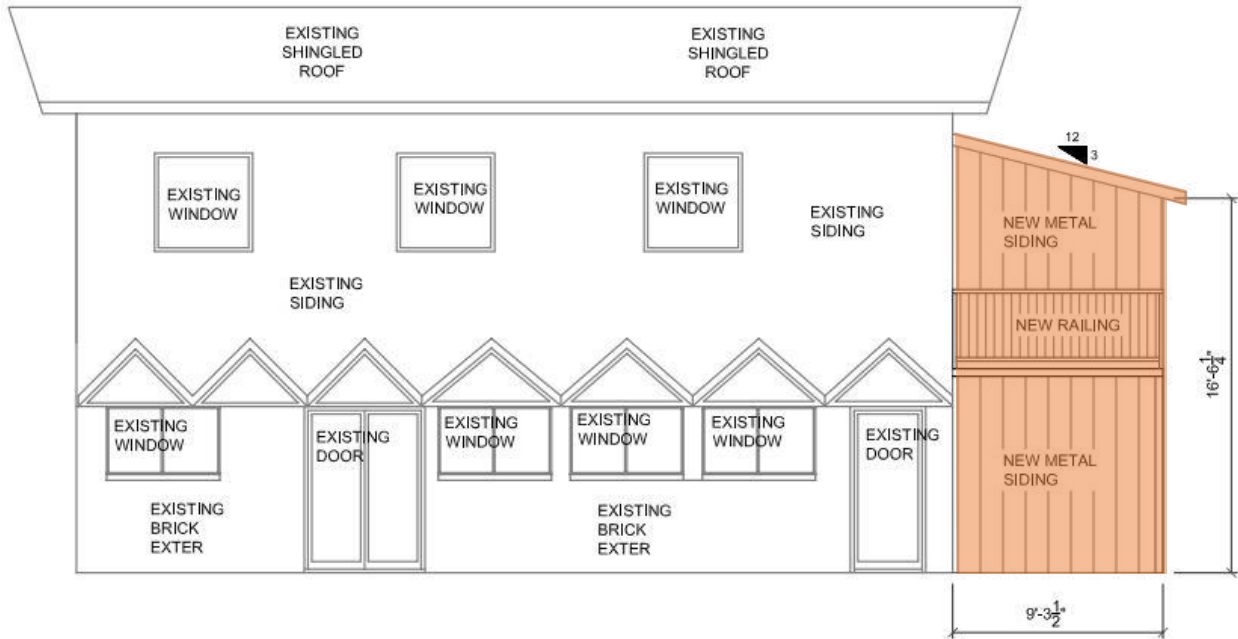 EXISTING
SHINGLED
ROOF
EXISTING
SHINGLED
ROOF
12
3
EXISTING
WINDOW
EXISTING
WINDOW
EXISTING
WINDOW
EXISTING
SIDING
NEW METAL
SIDING
EXISTING
SIDING
NEW RAILING
16'-6 1/4"
EXISTING
WINDOW
EXISTING
DOOR
EXISTING
WINDOW
EXISTING
WINDOW
EXISTING
WINDOW
EXISTING
DOOR
NEW METAL
SIDING
EXISTING
BRICK
EXTER
EXISTING
BRICK
EXTER
9'-3 1/2"